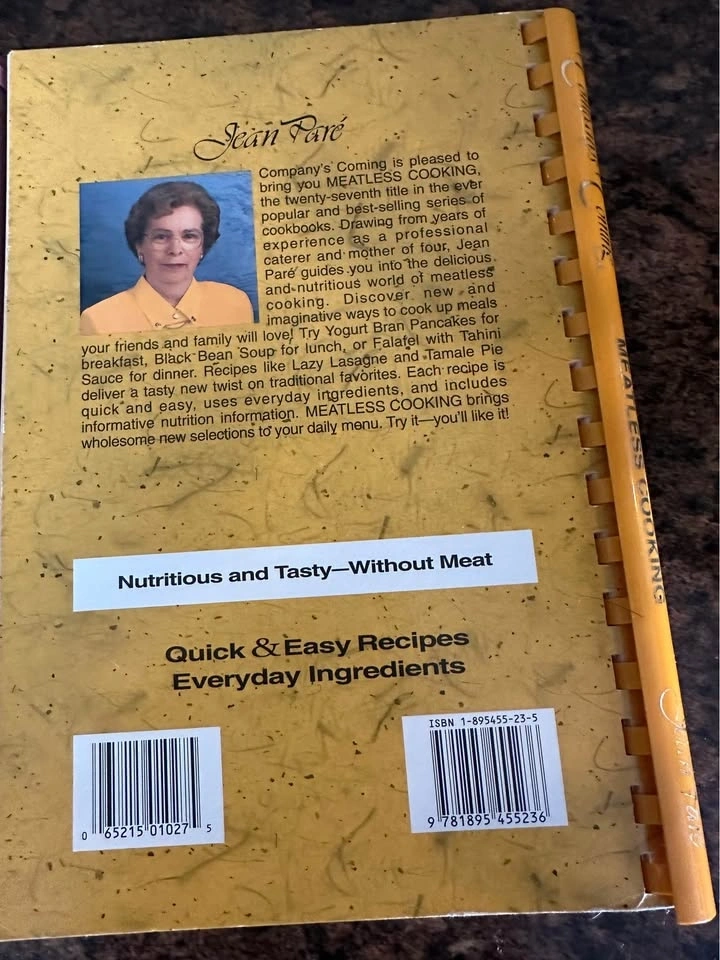 Jean Paré
Company's Coming is pleased to
bring you MEATLESS COOKING,
the twenty-seventh title in the ever
popular and best-selling series of
cookbooks. Drawing from years of
experience as a professional
caterer and mother of four, Jean
Paré guides you into the delicious
and nutritious world of meatless
cooking. Discover new and
imaginative ways to cook up meals
your friends and family will love! Try Yogurt Bran Pancakes for
breakfast, Black Bean Soup for lunch, or Falafel with Tahini
Sauce for dinner. Recipes like Lazy Lasagne and Tamale Pie
deliver a tasty new twist on traditional favorites. Each recipe is
quick and easy, uses everyday ingredients, and includes
informative nutrition information. MEATLESS COOKING brings
wholesome new selections to your daily menu. Try it—you'll like it!
Nutritious and Tasty—Without Meat
Quick & Easy Recipes
Everyday Ingredients
0 65215 01027 5
ISBN 1-895455-23-5
9 781895 455236
Company's Coming
MEATLESS COOKING
Jean Paré